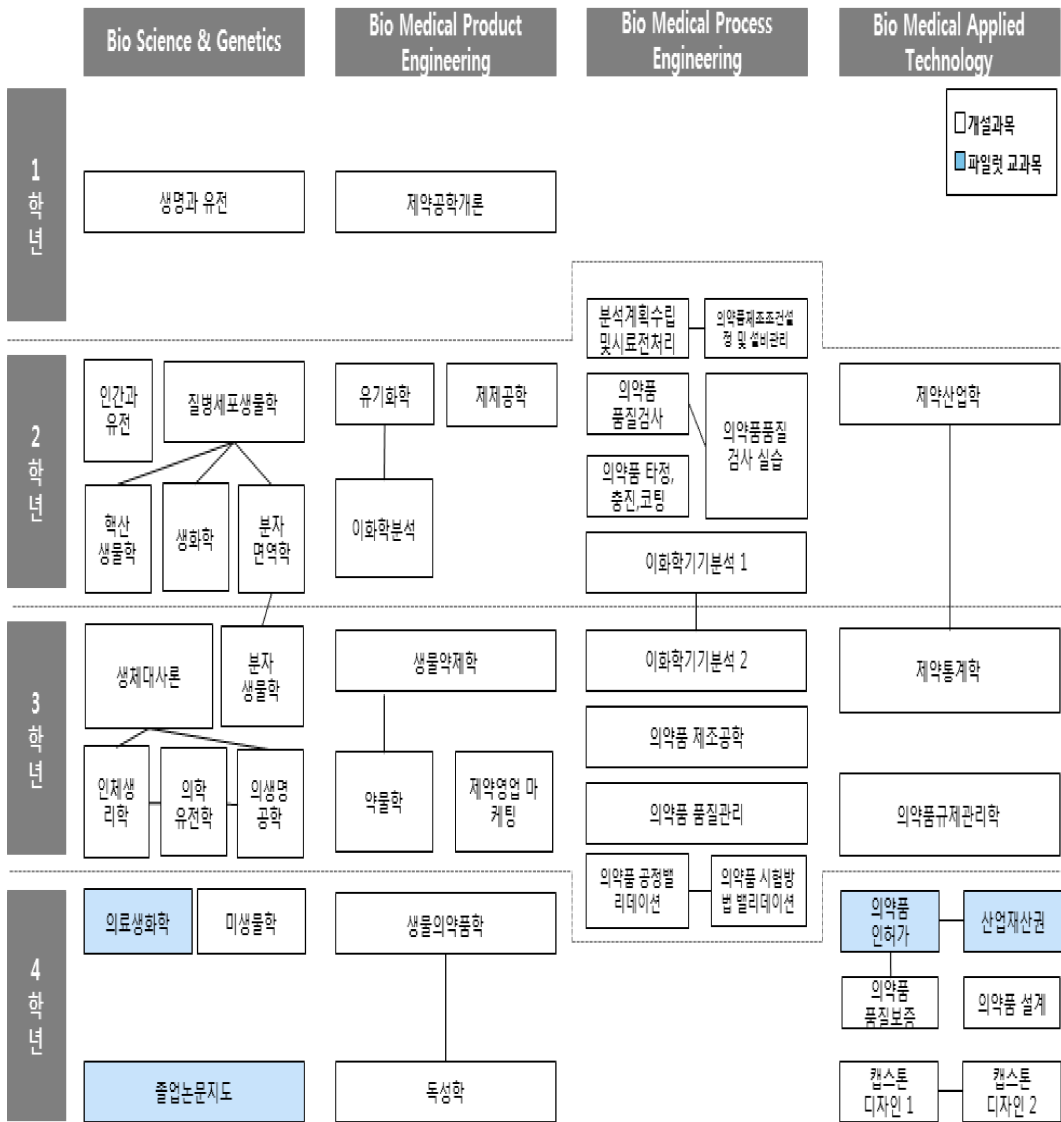 Bio Science & Genetics
Bio Medical Product
Engineering
Bio Medical Process
Engineering
Bio Medical Applied
Technology
개설과목
파일럿 교과목
1
학
년
생명과 유전
제약공학개론
분석계획수립
및시료전처리
의약품제조조건설
정 및 설비관리
2
학
년
인간과
유전
질병세포생물학
유기화학
제제공학
의약품
품질검사
의약품품질
검사 실습
제약산업학
핵산
생물학
생화학
분자
면역학
이화학분석
의약품 타정,
충진,코팅
이화학기기분석 1
3
학
년
생체대사론
분자
생물학
생물약제학
이화학기기분석 2
제약통계학
의약품 제조공학
인체생
리학
의학
유전학
의생명
공학
약물학
제약영업 마
케팅
의약품 품질관리
의약품규제관리학
의약품 공정밸
리데이션
의약품 시험방
법 밸리데이션
4
학
년
의료생화학
미생물학
생물의약품학
의약품
인허가
산업재산권
의약품
품질보증
의약품 설계
졸업논문지도
독성학
캡스톤
디자인 1
캡스톤
디자인 2